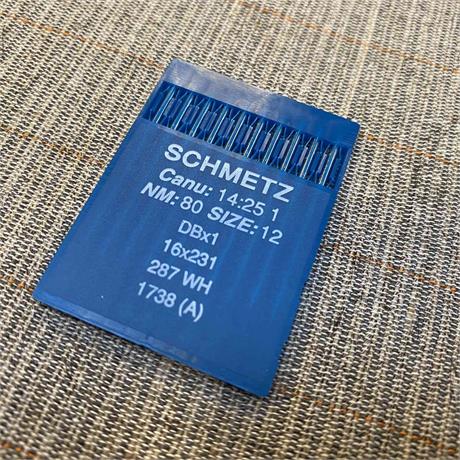 SCHMETZ
Canu: 14:25 1
NM: 80 SIZE: 12
DBx1
16x231
287 WH
1738 (A)